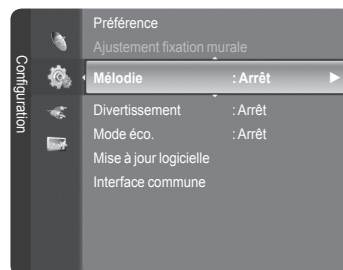 Configuration
Préférence
Ajustement fixation murale
Mélodie : Arrêt
Divertissement : Arrêt
Mode éco. : Arrêt
Mise à jour logicielle
Interface commune